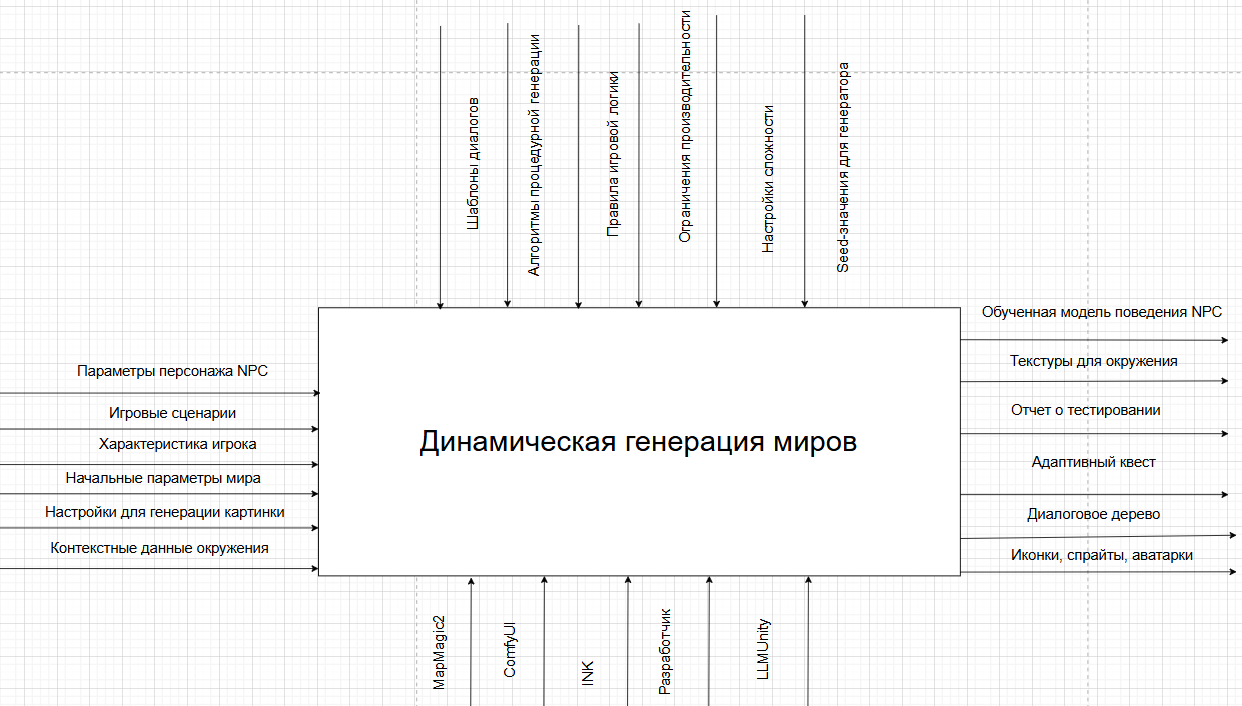 Шаблоны диалогов
Алгоритмы процедурной генерации
Правила игровой логики
Ограничения производительности
Настройки сложности
Seed-значения для генератора
Параметры персонажа NPC
Игровые сценарии
Характеристика игрока
Начальные параметры мира
Настройки для генерации картинки
Контекстные данные окружения
Динамическая генерация миров
Обученная модель поведения NPC
Текстуры для окружения
Отчет о тестировании
Адаптивный квест
Диалоговое дерево
Иконки, спрайты, аватарки
MapMagic2
ComfyUI
INK
Разработчик
LLMUnity